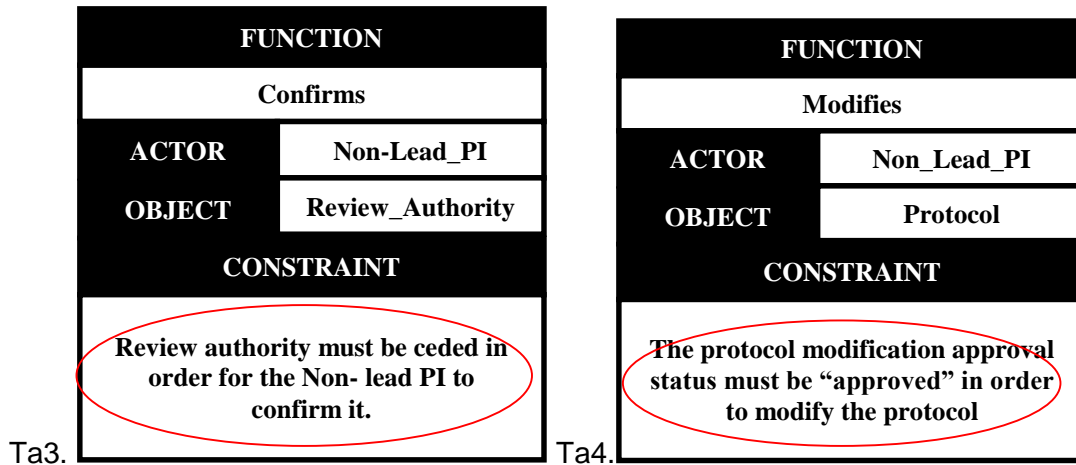 FUNCTION
Confirms
ACTOR Non-Lead_PI
OBJECT Review_Authority
CONSTRAINT
Review authority must be ceded in
order for the Non- lead PI to
confirm it.
Ta3.
FUNCTION
Modifies
ACTOR Non_Lead_PI
OBJECT Protocol
CONSTRAINT
The protocol modification approval
status must be “approved” in order
to modify the protocol
Ta4.